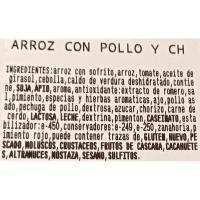 ARROZ CON POLLO Y CH
INGREDIENTES:arroz con sofrito,arroz,tomate,aceite de
girasol,cebolla,caldo de verdura deshidratado,contie
ne,SOJA,APIO,aroma,antioxidante:extracto de romero,sa
l,pimiento,especias y hierbas aromaticas,ajo,pollo as
ado,pechuga de pollo,dextrosa,azucar,chorizo,carne de
cerdo,LACTOSA,LECHE,dextrina,pimenton,CASEINATO,esta
bilizador:e-450,conservadores:e-249,e-250,zanahoria,p
imiento rojo,puede contener trazas de,GLUTEN,HUEVO,PE
SCADO,MOLUSCOS,CRUSTACEOS,FRUTOS DE CASCARA,CACAHUETE
S,ALTRAMUCES,MOSTAZA,SESAMO,SULFITOS.